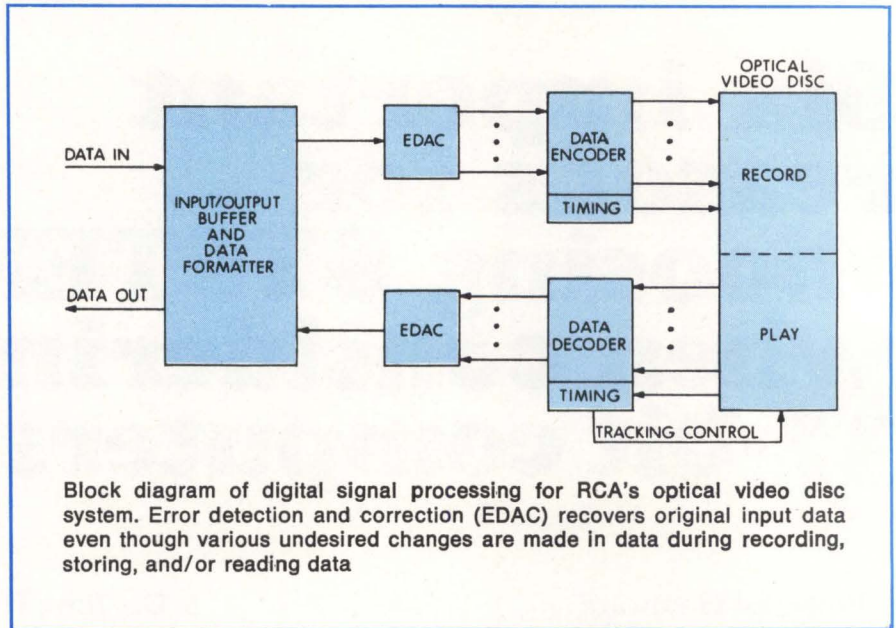 OPTICAL
VIDEO DISC
DATA IN
INPUT/OUTPUT
BUFFER
AND
DATA
FORMATTER
DATA OUT
EDAC
DATA
ENCODER
TIMING
RECORD
EDAC
DATA
DECODER
TIMING
PLAY
TRACKING CONTROL
Block diagram of digital signal processing for RCA's optical video disc
system. Error detection and correction (EDAC) recovers original input data
even though various undesired changes are made in data during recording,
storing, and/or reading data